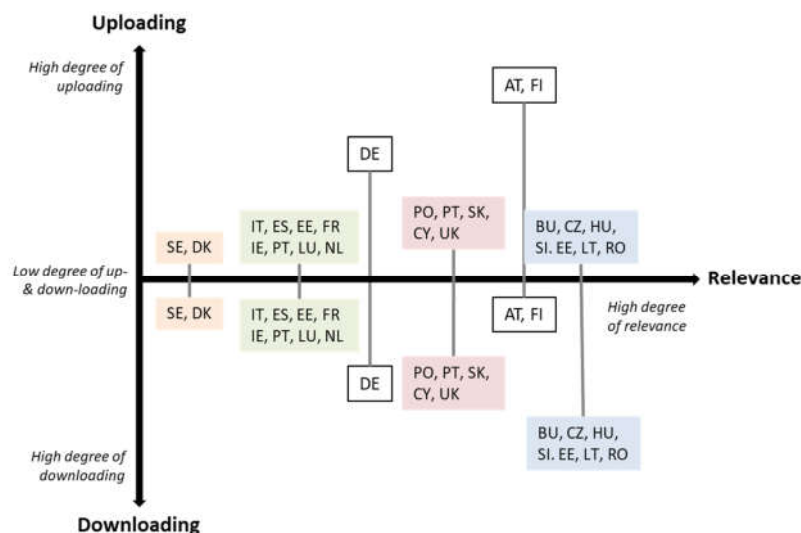 Uploading
High degree of
uploading
AT, FI
DE
PO, PT, SK,
CY, UK
IT, ES, EE, FR
IE, PT, LU, NL
BU, CZ, HU,
SI. EE, LT, RO
SE, DK
Low degree of up-
& down-loading
Relevance
High degree
of relevance
SE, DK
IT, ES, EE, FR
IE, PT, LU, NL
AT, FI
DE
PO, PT, SK,
CY, UK
BU, CZ, HU,
SI. EE, LT, RO
High degree of
downloading
Downloading